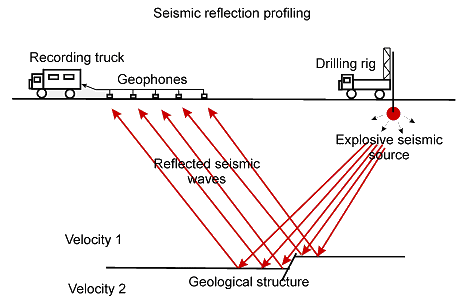 Seismic reflection profiling
Recording truck
Geophones
Drilling rig
Explosive seismic
source
Reflected seismic
waves
Velocity 1
Geological structure
Velocity 2